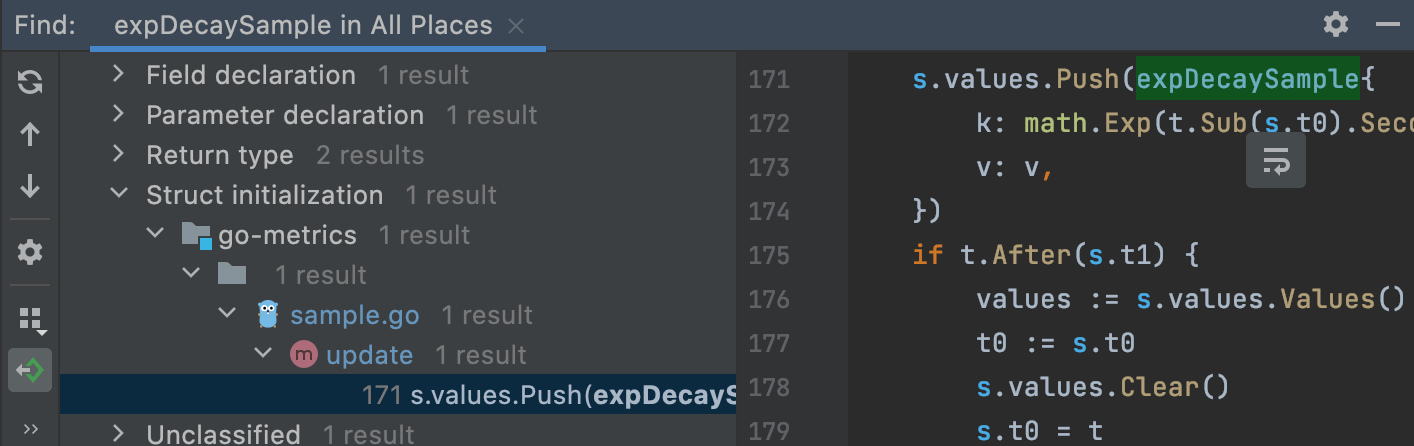 Find: expDecaySample in All Places
Field declaration 1 result
Parameter declaration 1 result
Return type 2 results
Struct initialization 1 result
go-metrics 1 result
1 result
sample.go 1 result
m update 1 result
171 s.values.Push(expDecayS
Unclassified 1 result
171 s.values.Push(expDecaySample{
172 k: math.Exp(t.Sub(s.t0).Seco
173 v: v,
174 })
175 if t.After(s.t1) {
176 values := s.values.Values()
177 t0 := s.t0
178 s.values.Clear()
179 s.t0 = t